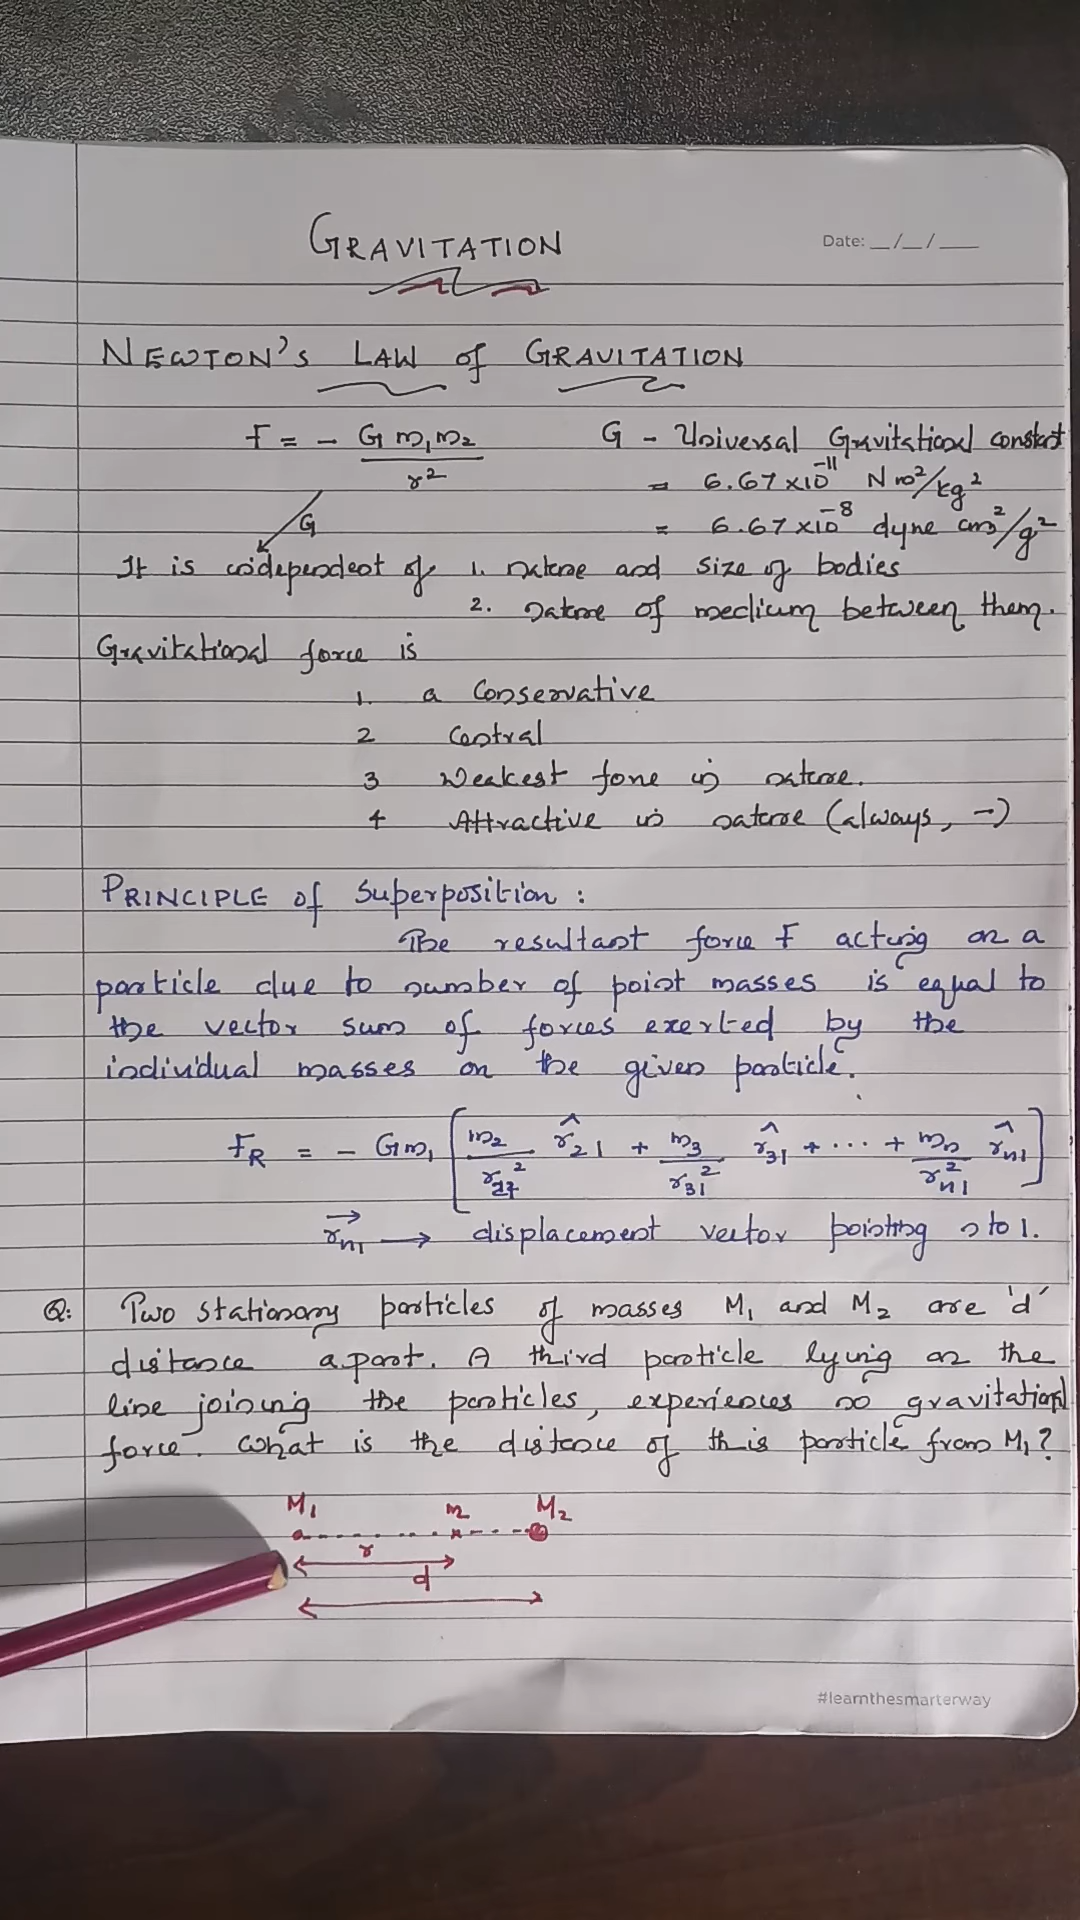 GRAVITATION
Date: __/__/____
NEWTON's LAW of GRAVITATION
F = - G m₁m₂ / r² G - Universal Gravitational constant
= 6.67 x 10⁻¹¹ N m²/kg²
= 6.67 x 10⁻⁸ dyne cm²/g²
G
It is independent of 1. nature and size of bodies
2. nature of medium between them.
Gravitational force is
1. a Conservative
2 Central
3 Weakest force in nature.
4 Attractive in nature (always, -)
PRINCIPLE of Superposition :
The resultant force F acting on a
particle due to number of point masses is equal to
the vector sum of forces exerted by the
individual masses on the given particle.
F_R = - Gm₁ [ m₂/r₂₁² r̂₂₁ + m₃/r₃₁² r̂₃₁ + ... + mₙ/rₙ₁² r̂ₙ₁ ]
r⃗ₙ₁ → displacement vector pointing n to 1.
Q: Two stationary particles of masses M₁ and M₂ are 'd'
distance apart. A third particle lying on the
line joining the particles, experiences no gravitational
force. What is the distance of this particle from M₁?
M₁ m M₂
r
d
#learnthesmarterway